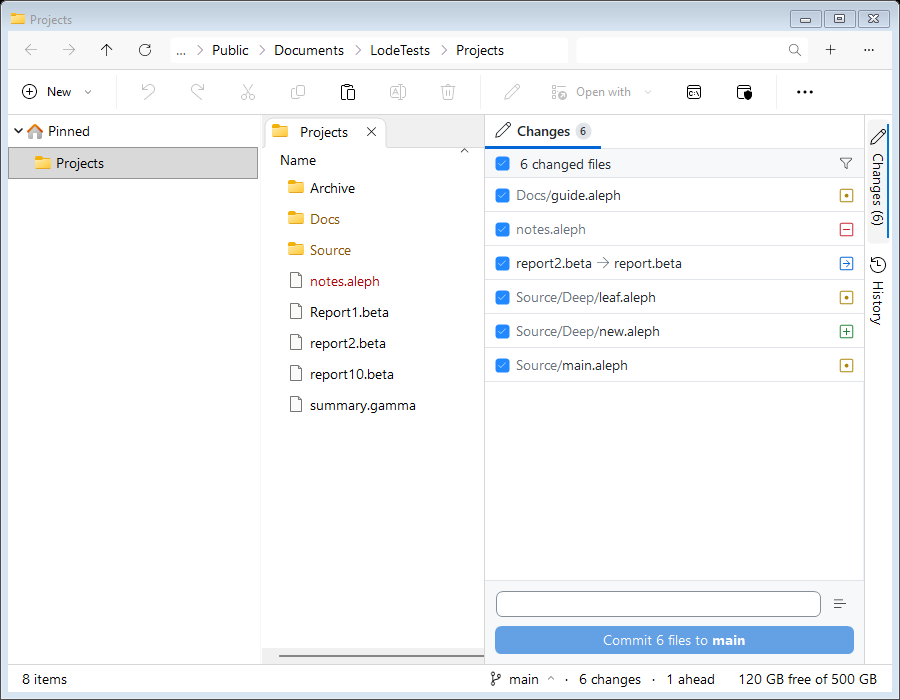 Projects
... > Public > Documents > LodeTests > Projects
New
Open with
Pinned
Projects
Projects
Name
Archive
Docs
Source
notes.aleph
Report1.beta
report2.beta
report10.beta
summary.gamma
Changes 6
6 changed files
Docs/guide.aleph
notes.aleph
report2.beta → report.beta
Source/Deep/leaf.aleph
Source/Deep/new.aleph
Source/main.aleph
Commit 6 files to main
Changes (6)
History
8 items
main · 6 changes · 1 ahead 120 GB free of 500 GB